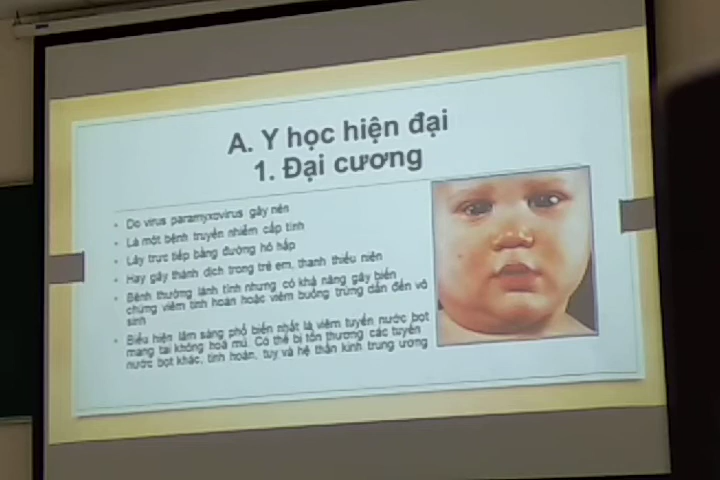 A. Y học hiện đại
1. Đại cương
• Do virus paramyxovirus gây nên
• Là một bệnh truyền nhiễm cấp tính
• Lây trực tiếp bằng đường hô hấp
• Hay gây thành dịch trong trẻ em, thanh thiếu niên
• Bệnh thường lành tính nhưng có khả năng gây biến
chứng viêm tinh hoàn hoặc viêm buồng trứng dẫn đến vô
sinh
• Biểu hiện lâm sàng phổ biến nhất là viêm tuyến nước bọt
mang tai không hoá mủ. Có thể bị tổn thương các tuyến
nước bọt khác, tinh hoàn, tụy và hệ thần kinh trung ương